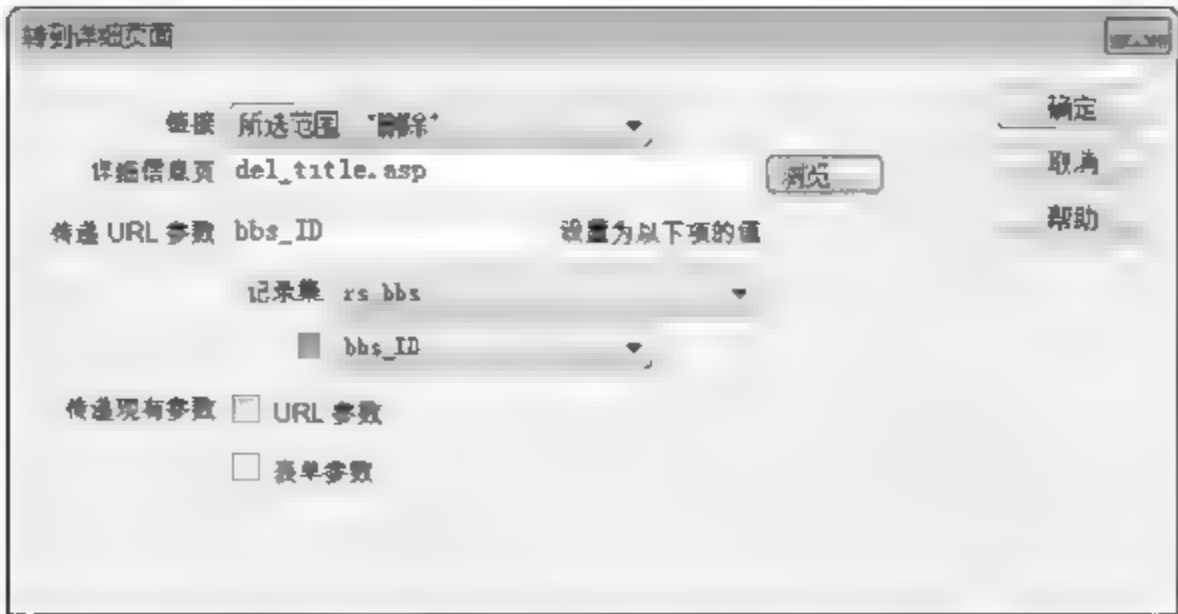 转到详细页面
链接 所选范围 "删除"
确定
详细信息页 del_title.asp 浏览
取消
传递 URL 参数 bbs_ID 设置为以下项的值
帮助
记录集 rs_bbs
bbs_ID
传递现有参数 URL 参数
表单参数